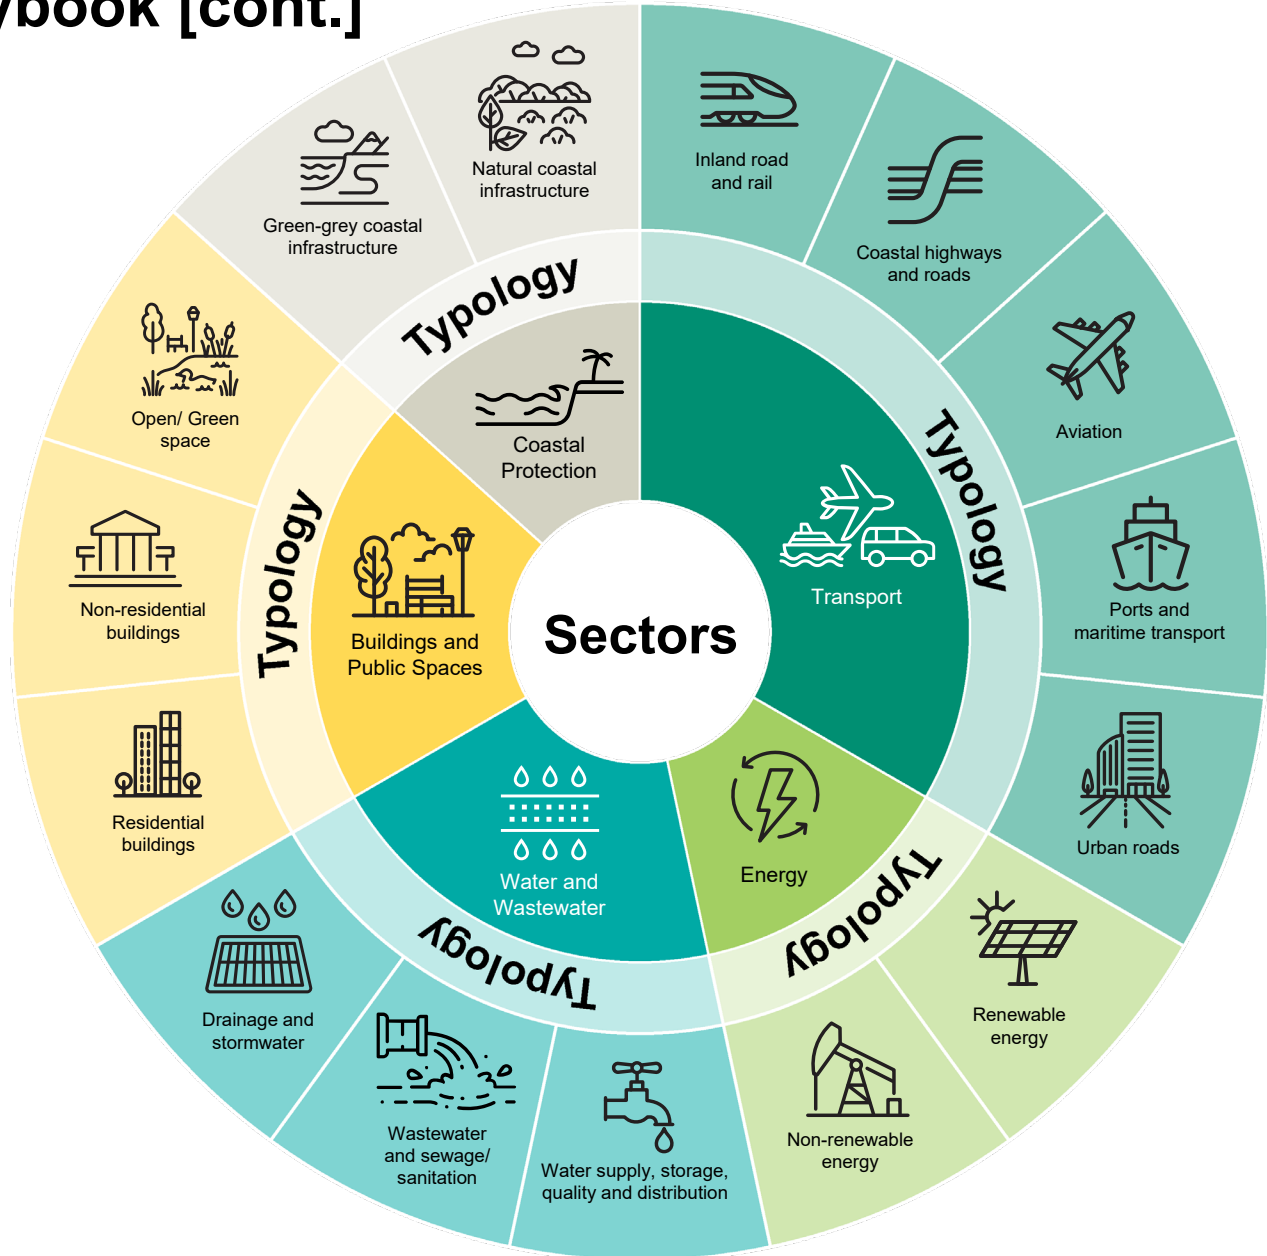 ybook [cont.]
Natural coastal
infrastructure
Green-grey coastal
infrastructure
Inland road
and rail
Coastal highways
and roads
Aviation
Ports and
maritime transport
Urban roads
Renewable
energy
Non-renewable
energy
Water supply, storage,
quality and distribution
Wastewater
and sewage/
sanitation
Drainage and
stormwater
Residential
buildings
Non-residential
buildings
Open/ Green
space
Typology
Typology
Typology
Typology
Typology
Coastal
Protection
Transport
Energy
Water and
Wastewater
Buildings and
Public Spaces
Sectors